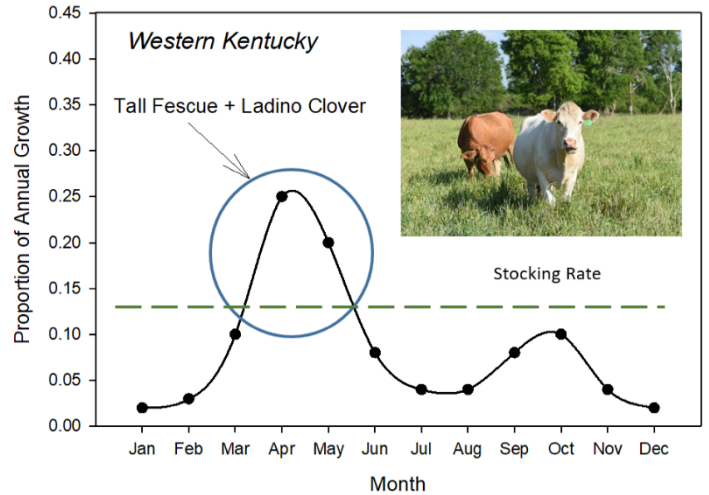 Western Kentucky
Tall Fescue + Ladino Clover
Stocking Rate
Proportion of Annual Growth
0.45
0.40
0.35
0.30
0.25
0.20
0.15
0.10
0.05
0.00
Jan Feb Mar Apr May Jun Jul Aug Sep Oct Nov Dec
Month